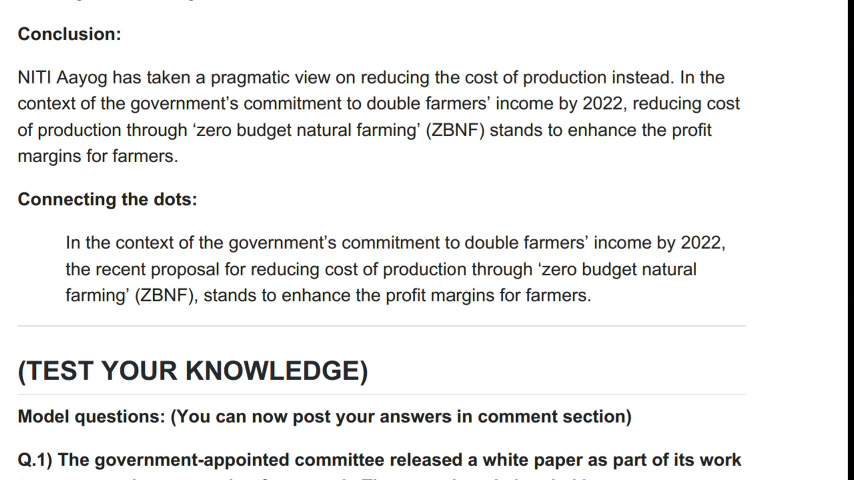 Conclusion:
NITI Aayog has taken a pragmatic view on reducing the cost of production instead. In the
context of the government’s commitment to double farmers’ income by 2022, reducing cost
of production through ‘zero budget natural farming’ (ZBNF) stands to enhance the profit
margins for farmers.
Connecting the dots:
In the context of the government’s commitment to double farmers’ income by 2022,
the recent proposal for reducing cost of production through ‘zero budget natural
farming’ (ZBNF), stands to enhance the profit margins for farmers.
(TEST YOUR KNOWLEDGE)
Model questions: (You can now post your answers in comment section)
Q.1) The government-appointed committee released a white paper as part of its work